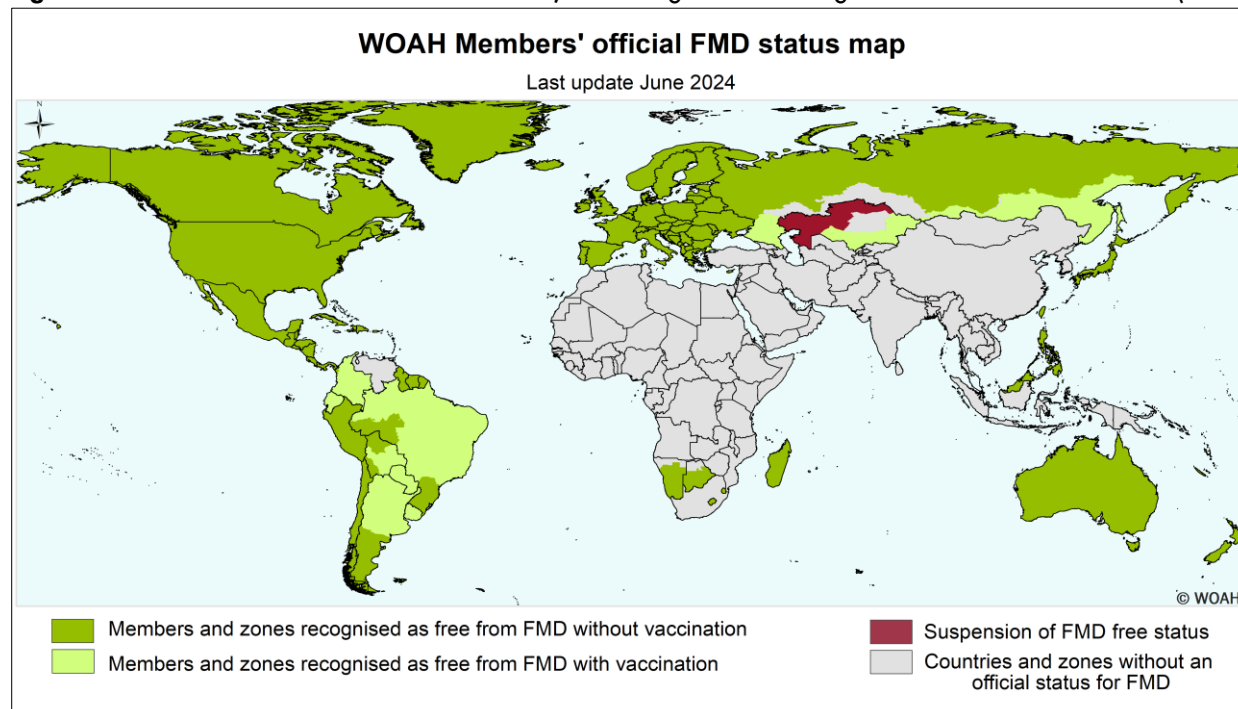 WOAH Members' official FMD status map
Last update June 2024
N
© WOAH
Members and zones recognised as free from FMD without vaccination
Members and zones recognised as free from FMD with vaccination
Suspension of FMD free status
Countries and zones without an
official status for FMD